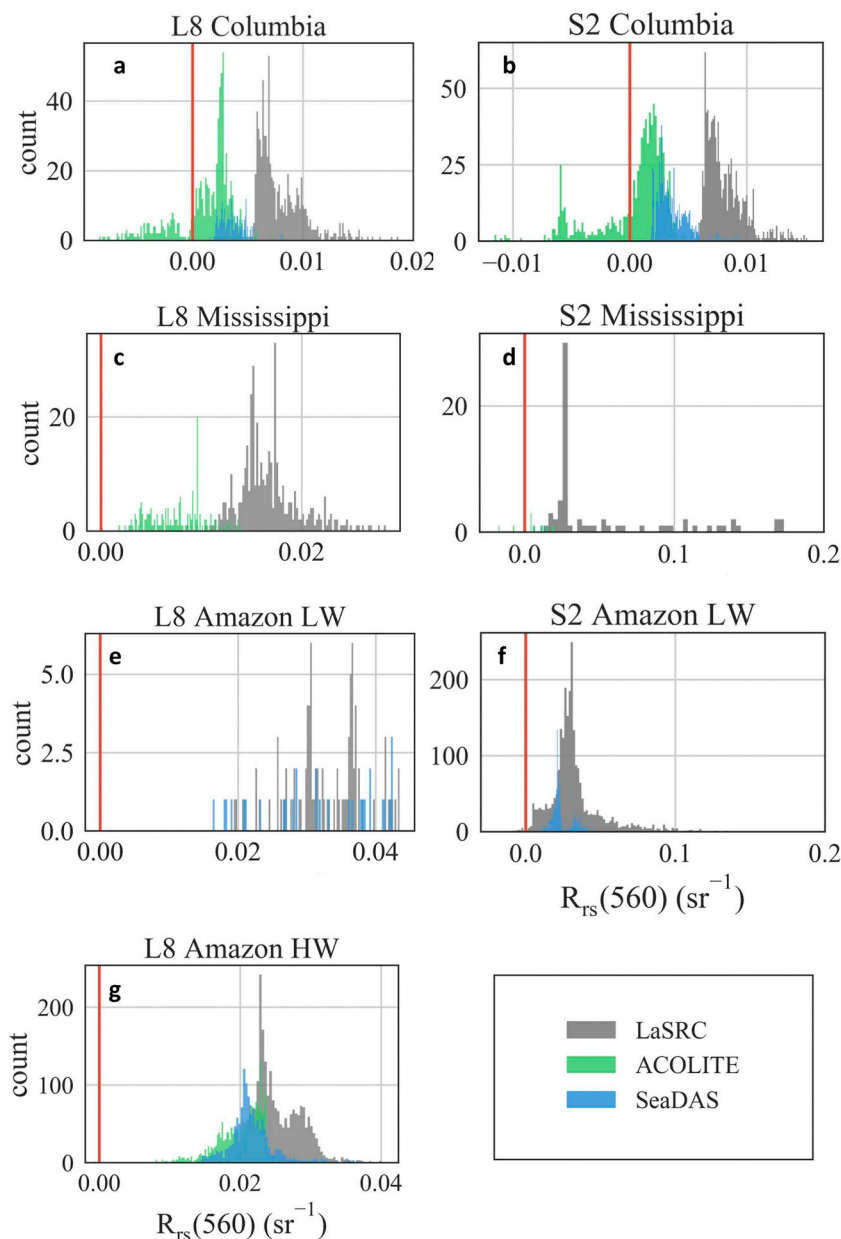 L8 Columbia
a
count
40
20
0
0.00
0.01
0.02
S2 Columbia
b
50
25
0
−0.01
0.00
0.01
L8 Mississippi
c
count
20
0
0.00
0.02
S2 Mississippi
d
20
0
0.0
0.1
0.2
L8 Amazon LW
e
count
5.0
2.5
0.0
0.00
0.02
0.04
S2 Amazon LW
f
200
100
0
0.0
0.1
0.2
Rrs(560) (sr−1)
L8 Amazon HW
g
count
200
100
0
0.00
0.02
0.04
Rrs(560) (sr−1)
LaSRC
ACOLITE
SeaDAS